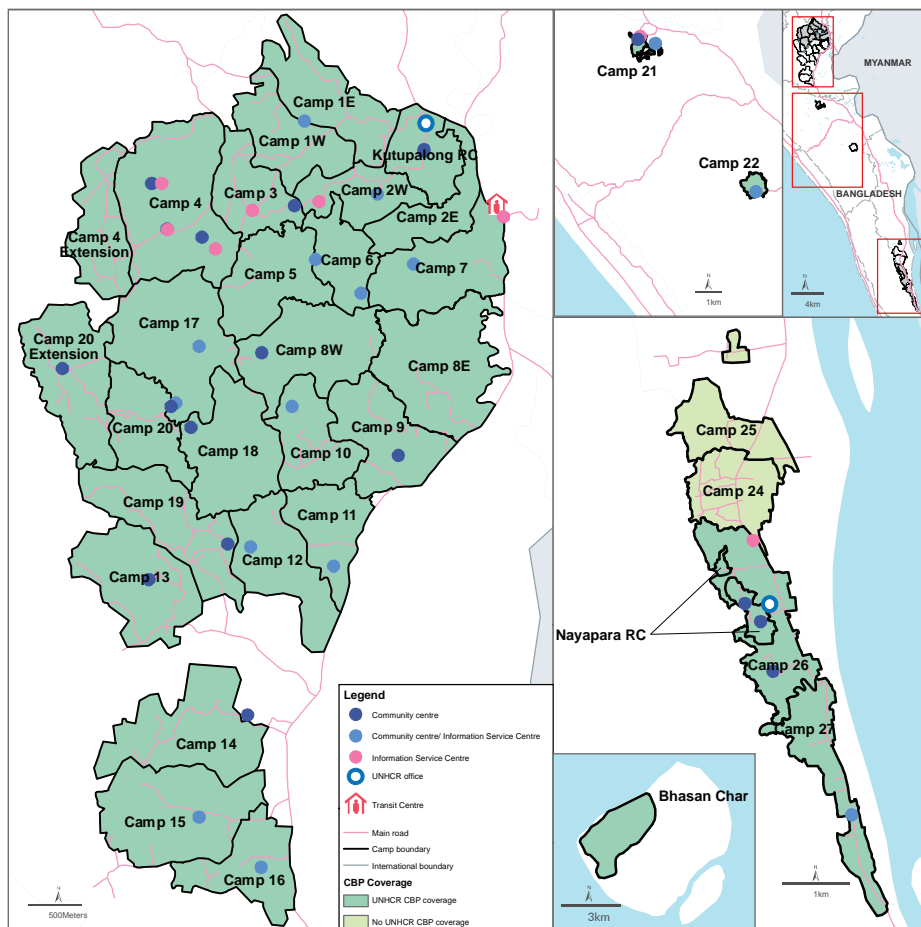 Camp 1E
Camp 1W
Kutupalong RC
Camp 3
Camp 2W
Camp 4
Camp 2E
Camp 4
Extension
Camp 5
Camp 6
Camp 7
Camp 17
Camp 20
Extension
Camp 8W
Camp 8E
Camp 20
Camp 18
Camp 9
Camp 10
Camp 19
Camp 11
Camp 12
Camp 13
Camp 14
Camp 15
Camp 16
N
500Meters
Legend
Community centre
Community centre/ Information Service Centre
Information Service Centre
UNHCR office
Transit Centre
Main road
Camp boundary
International boundary
CBP Coverage
UNHCR CBP coverage
No UNHCR CBP coverage
Camp 21
Camp 22
N
1km
MYANMAR
BANGLADESH
N
4km
Camp 25
Camp 24
Nayapara RC
Camp 26
Camp 27
N
1km
Bhasan Char
N
3km